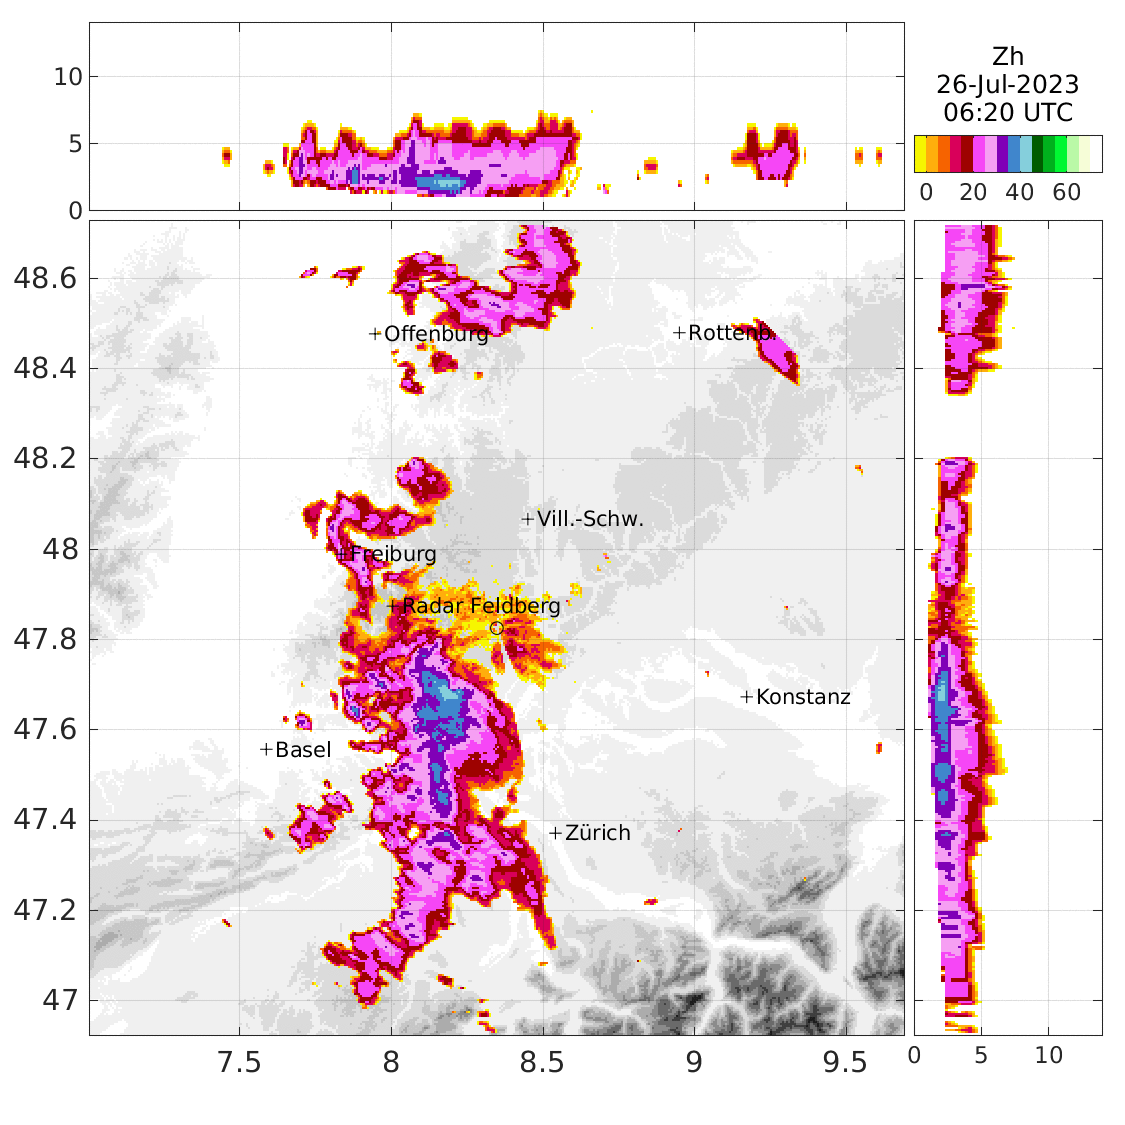 Zh
26-Jul-2023
06:20 UTC
0 20 40 60
10
5
0
48.6
48.4
48.2
48
47.8
47.6
47.4
47.2
47
Offenburg
Rottenb.
Vill.-Schw.
Freiburg
Radar Feldberg
Konstanz
Basel
Zürich
7.5 8 8.5 9 9.5
0 5 10